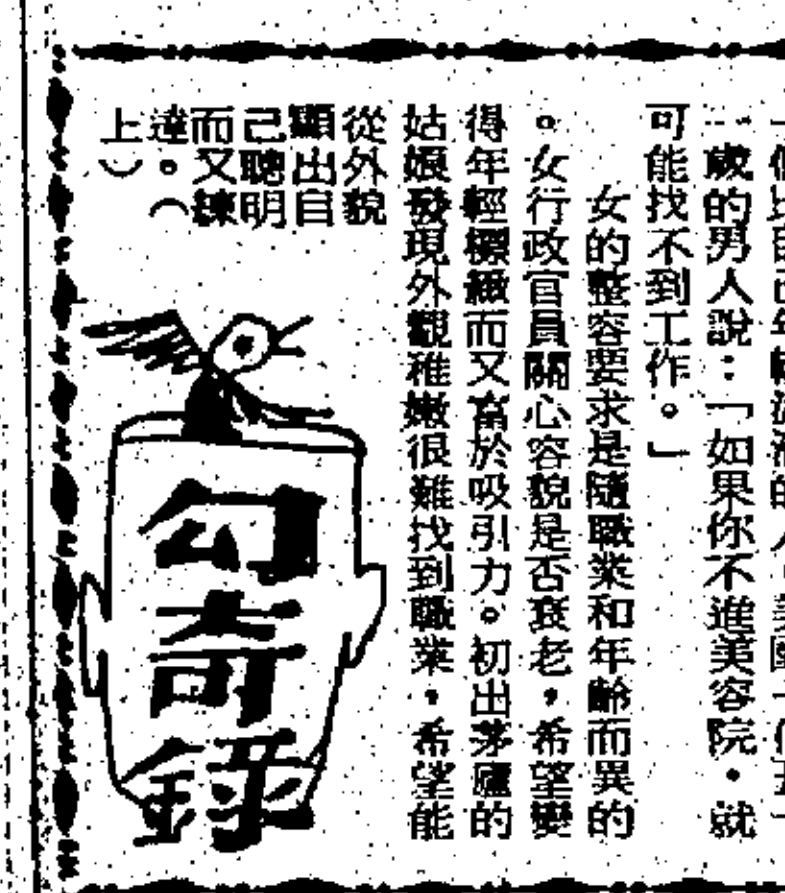 一歲的男人說：「如果你不進美容院，就
可能找不到工作。」
女的整容要求是隨職業和年齡而異的
。女行政官員關心容貌是否衰老，希望變
得年輕標緻而又富於吸引力。初出茅廬的
姑娘發現外觀稚嫩很難找到職業，希望能
從外貌
顯出自
己聰明
而又練
達。（
上）
勾奇錄